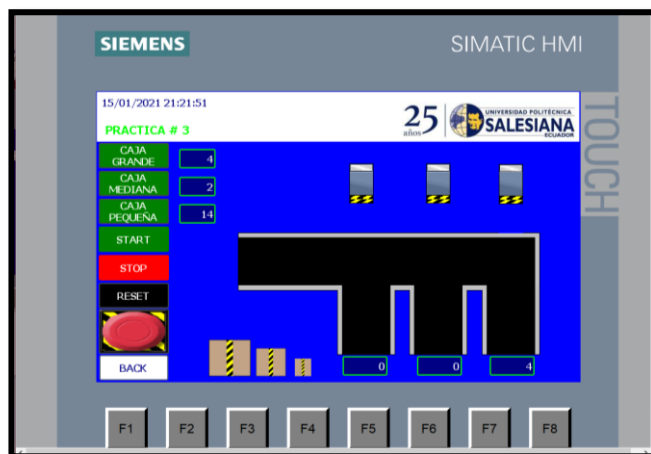 SIEMENS
SIMATIC HMI
TOUCH
15/01/2021 21:21:51
PRACTICA # 3
25
años
UNIVERSIDAD POLITÉCNICA
SALESIANA
ECUADOR
CAJA
GRANDE
4
CAJA
MEDIANA
2
CAJA
PEQUEÑA
14
START
STOP
RESET
BACK
0
0
4
F1
F2
F3
F4
F5
F6
F7
F8